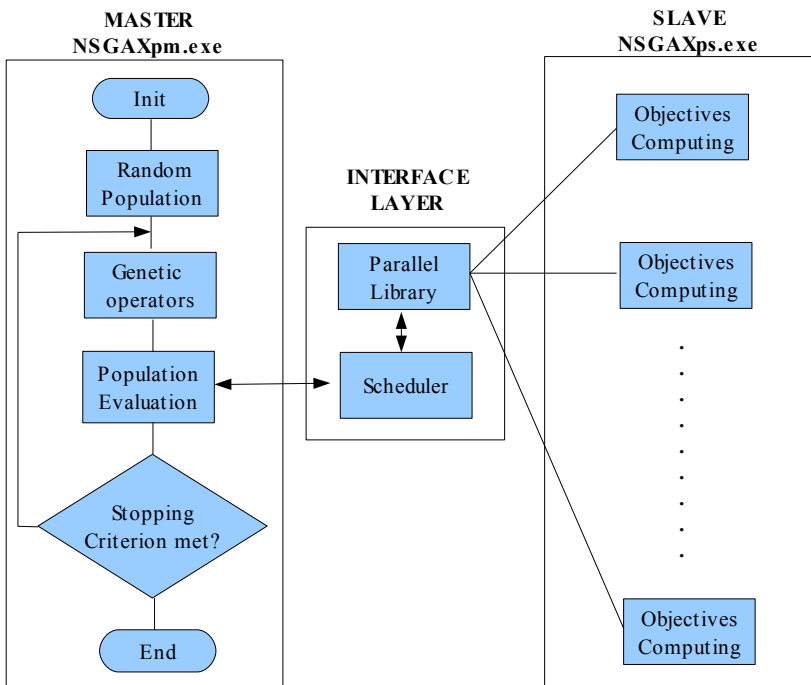 MASTER
NSGAXpm.exe
Init
Random
Population
Genetic
operators
Population
Evaluation
Stopping
Criterion met?
End
INTERFACE
LAYER
Parallel
Library
Scheduler
SLAVE
NSGAXps.exe
Objectives
Computing
Objectives
Computing
Objectives
Computing